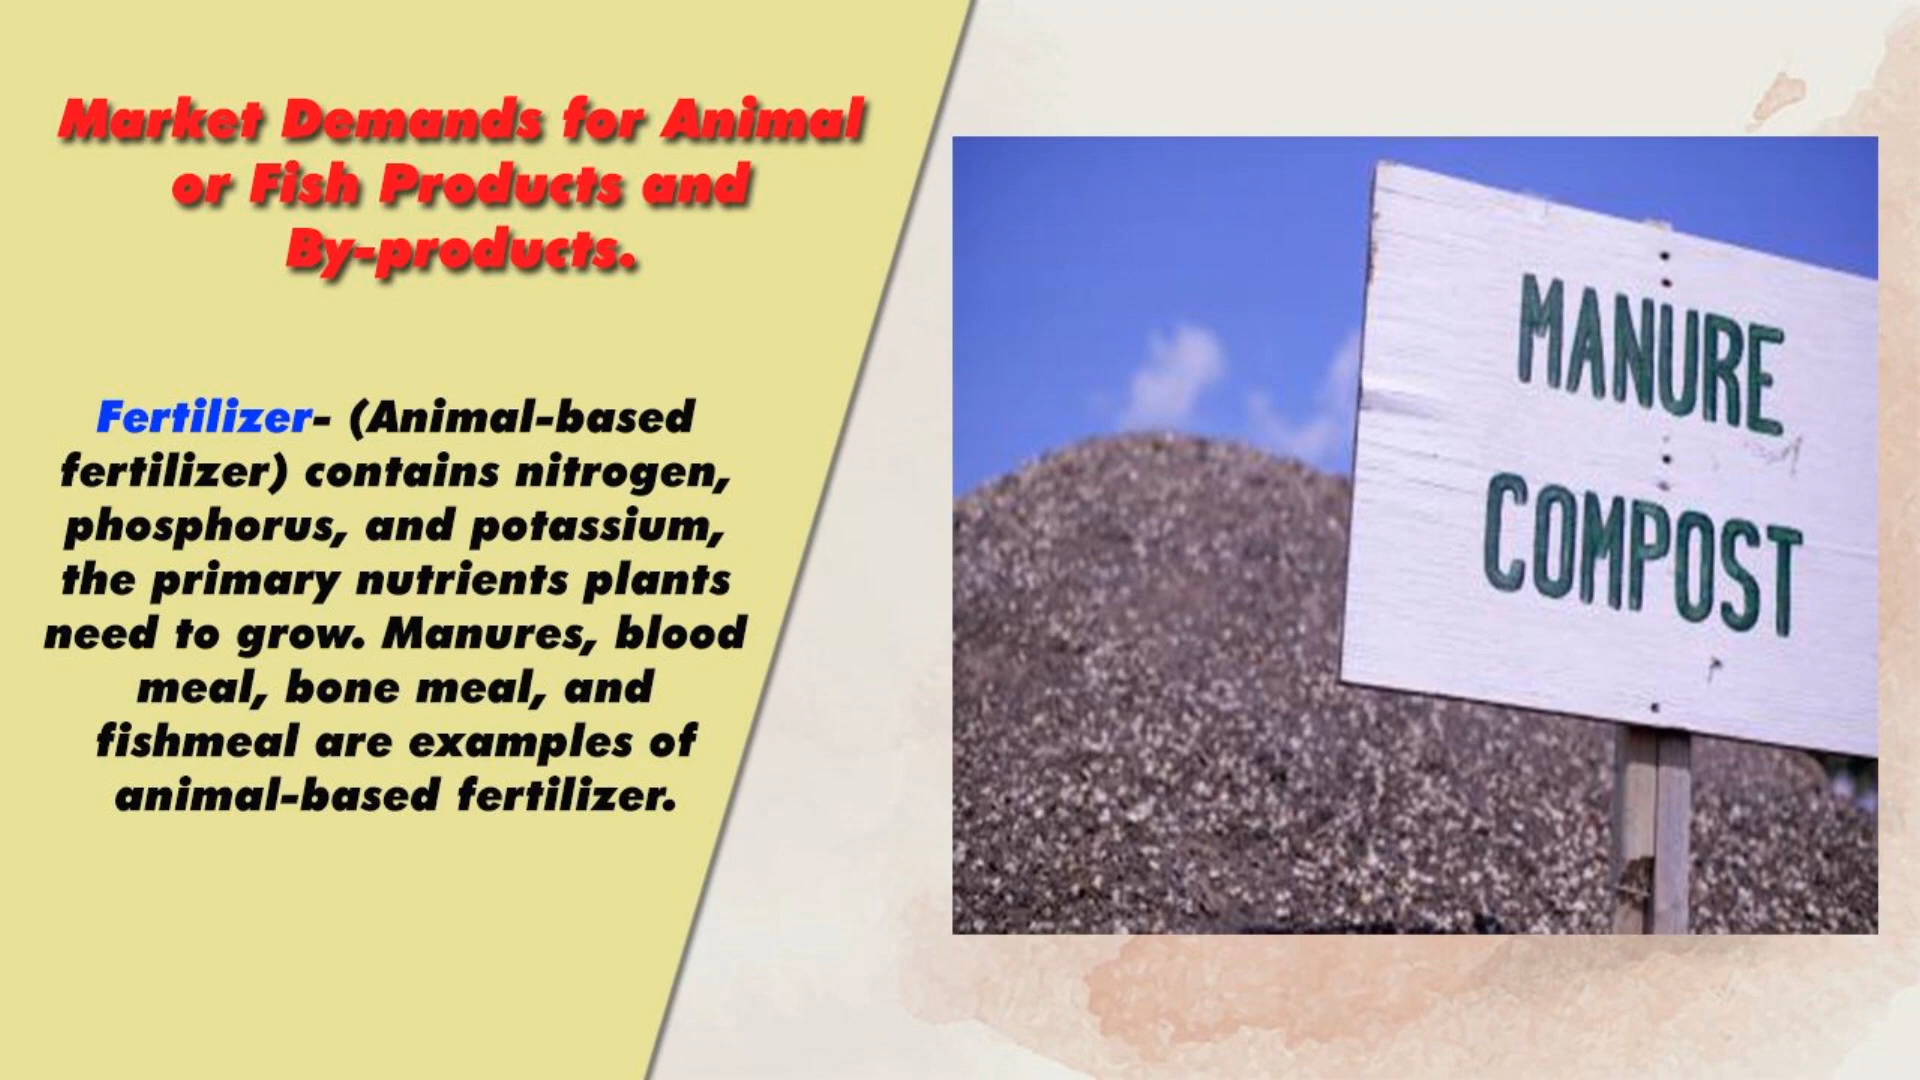 Market Demands for Animal
or Fish Products and
By-products.
Fertilizer- (Animal-based
fertilizer) contains nitrogen,
phosphorus, and potassium,
the primary nutrients plants
need to grow. Manures, blood
meal, bone meal, and
fishmeal are examples of
animal-based fertilizer.
MANURE
COMPOST